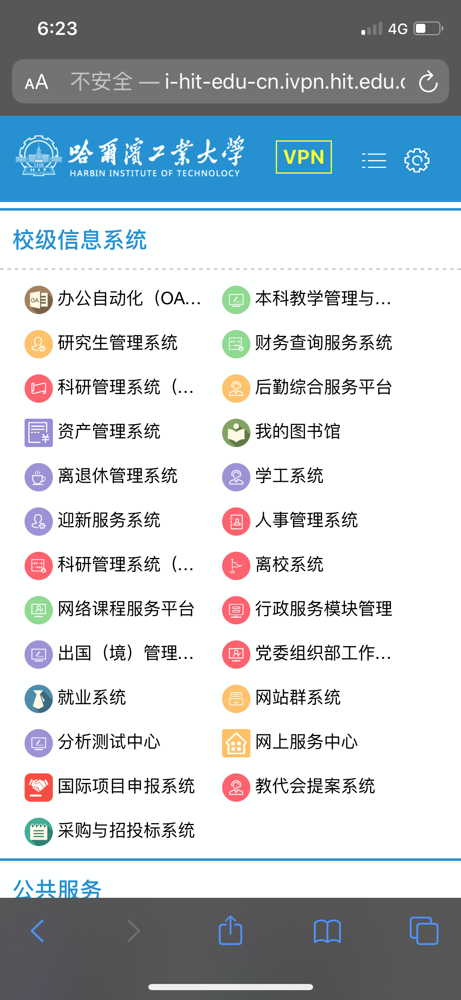 6:23
4G
AA 不安全 — i-hit-edu-cn.ivpn.hit.edu.c
哈爾濱工業大學
HARBIN INSTITUTE OF TECHNOLOGY
1920
HIT
VPN
校级信息系统
OA 办公自动化（OA... 本科教学管理与...
研究生管理系统 财务查询服务系统
科研管理系统（... 后勤综合服务平台
资产管理系统 我的图书馆
离退休管理系统 学工系统
迎新服务系统 人事管理系统
科研管理系统（... 离校系统
网络课程服务平台 行政服务模块管理
出国（境）管理... 党委组织部工作...
就业系统 网站群系统
分析测试中心 网上服务中心
国际项目申报系统 教代会提案系统
采购与招投标系统
公共服务